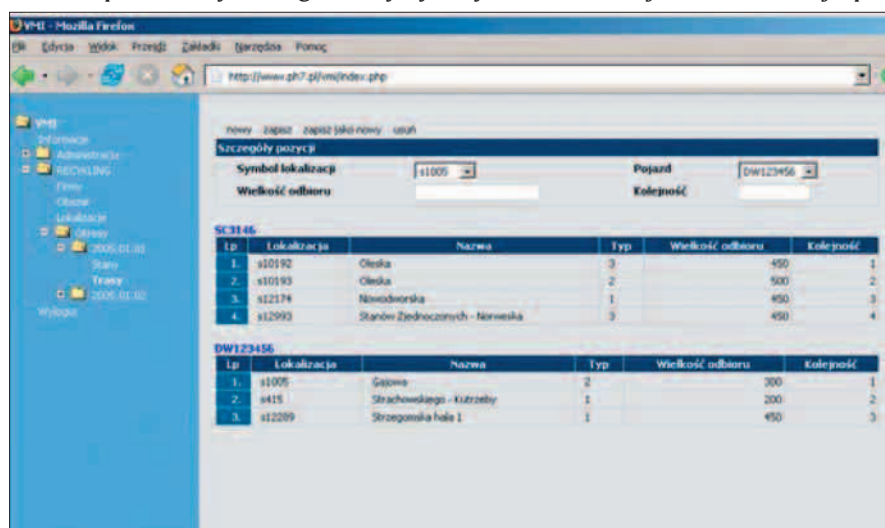 VMI - Mozilla Firefox
Plik Edycja Widok Przejdź Zakładki Narzędzia Pomoc
http://www.ph7.pl/vmi/index.php
VMI
Informacje
Administracja
RECYKLING
Firmy
Obszar
Lokalizacje
Okresy
2005.01.01
Stany
Trasy
2005.01.02
Wyloguj
nowy zapisz zapisz jako nowy usuń
Szczegóły pozycji
Symbol lokalizacji s1005 Pojazd DW123456
Wielkość odbioru Kolejność
SC3146
Lp Lokalizacja Nazwa Typ Wielkość odbioru Kolejność
1. s10192 Oleska 3 450 1
2. s10193 Oleska 2 500 2
3. s12174 Nowodworska 1 450 3
4. s12993 Stanów Zjednoczonych - Norweska 3 450 4
DW123456
Lp Lokalizacja Nazwa Typ Wielkość odbioru Kolejność
1. s1005 Gajowa 2 300 1
2. s415 Strachowskiego - Kutrzeby 1 200 2
3. s12289 Strzegomska hala 1 1 450 3